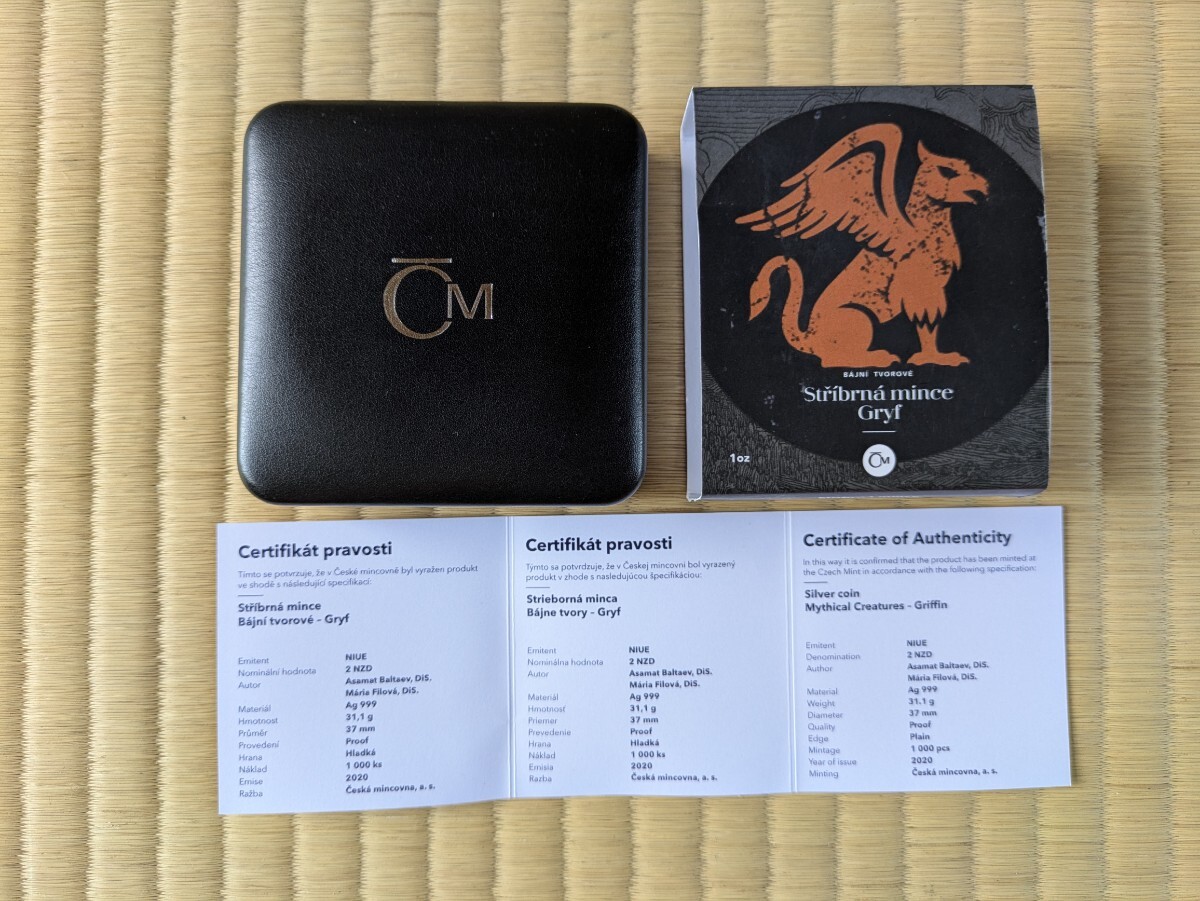 ČM
BÁJNÍ TVOROVÉ
Stříbrná mince
Gryf
1oz
ČM
Certifikát pravosti
Tímto se potvrzuje, že v České mincovně byl vyražen produkt
ve shodě s následující specifikací:
Stříbrná mince
Bájní tvorové – Gryf
Emitent NIUE
Nominální hodnota 2 NZD
Autor Asamat Baltaev, DiS.
Mária Filová, DiS.
Materiál Ag 999
Hmotnost 31,1 g
Průměr 37 mm
Provedení Proof
Hrana Hladká
Náklad 1 000 ks
Emise 2020
Ražba Česká mincovna, a. s.
Certifikát pravosti
Týmto sa potvrdzuje, že v Českej mincovni bol vyrazený
produkt v zhode s nasledujúcou špecifikáciou:
Strieborná minca
Bájne tvory – Gryf
Emitent NIUE
Nominálna hodnota 2 NZD
Autor Asamat Baltaev, DiS.
Mária Filová, DiS.
Materiál Ag 999
Hmotnosť 31,1 g
Priemer 37 mm
Prevedenie Proof
Hrana Hladká
Náklad 1 000 ks
Emisia 2020
Razba Česká mincovna, a. s.
Certificate of Authenticity
In this way it is confirmed that the product has been minted at
the Czech Mint in accordance with the following specification:
Silver coin
Mythical Creatures – Griffin
Emitent NIUE
Denomination 2 NZD
Author Asamat Baltaev, DiS.
Mária Filová, DiS.
Material Ag 999
Weight 31.1 g
Diameter 37 mm
Quality Proof
Edge Plain
Mintage 1 000 pcs
Year of issue 2020
Minting Česká mincovna, a. s.